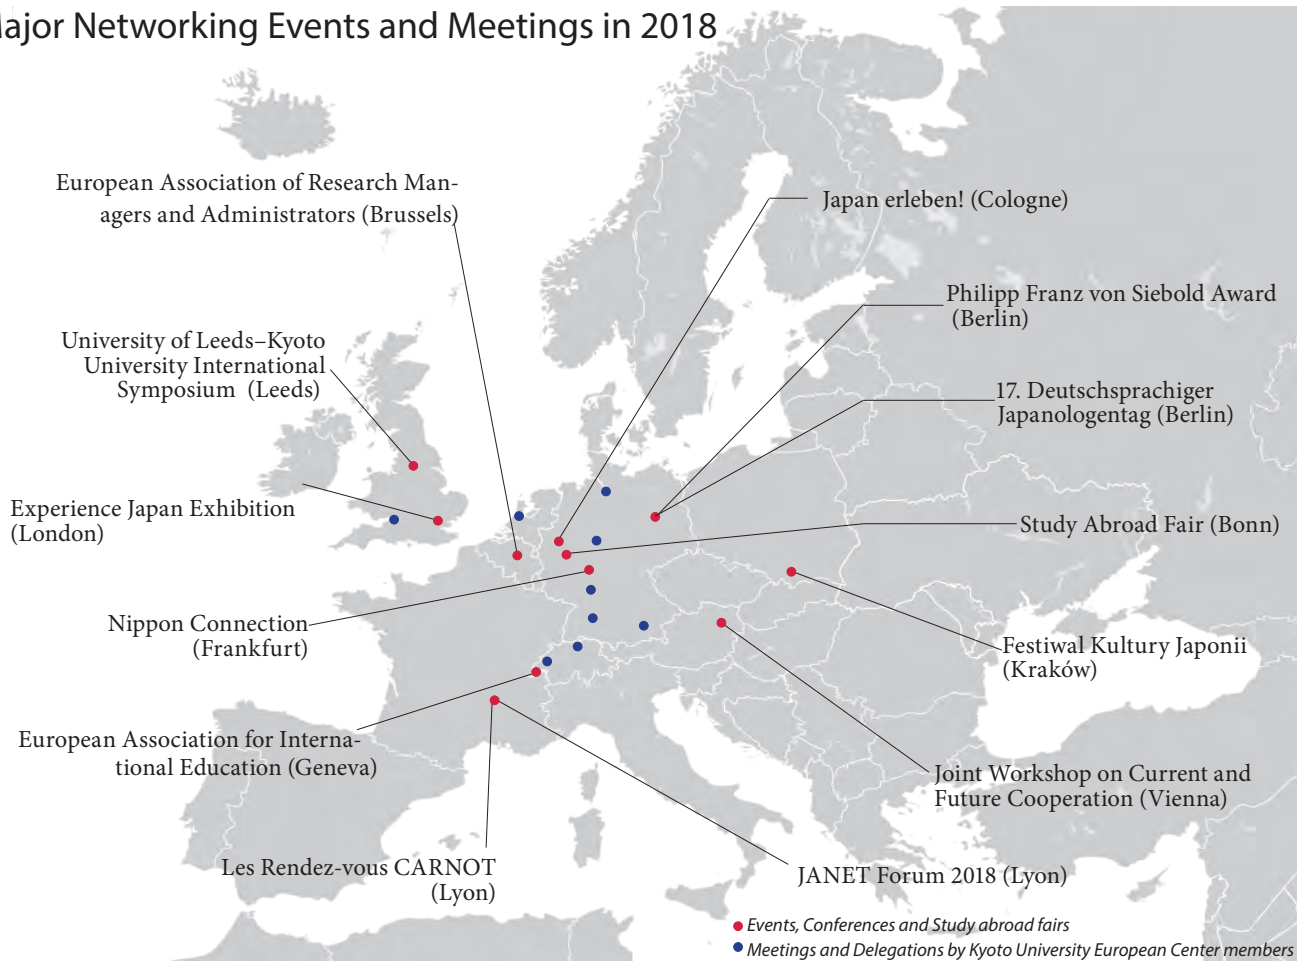 ajor Networking Events and Meetings in 2018
European Association of Research Man-
agers and Administrators (Brussels)
Japan erleben! (Cologne)
Philipp Franz von Siebold Award
(Berlin)
University of Leeds–Kyoto
University International
Symposium (Leeds)
17. Deutschsprachiger
Japanologentag (Berlin)
Experience Japan Exhibition
(London)
Study Abroad Fair (Bonn)
Nippon Connection
(Frankfurt)
Festiwal Kultury Japonii
(Kraków)
European Association for Interna-
tional Education (Geneva)
Joint Workshop on Current and
Future Cooperation (Vienna)
Les Rendez-vous CARNOT
(Lyon)
JANET Forum 2018 (Lyon)
Events, Conferences and Study abroad fairs
Meetings and Delegations by Kyoto University European Center members